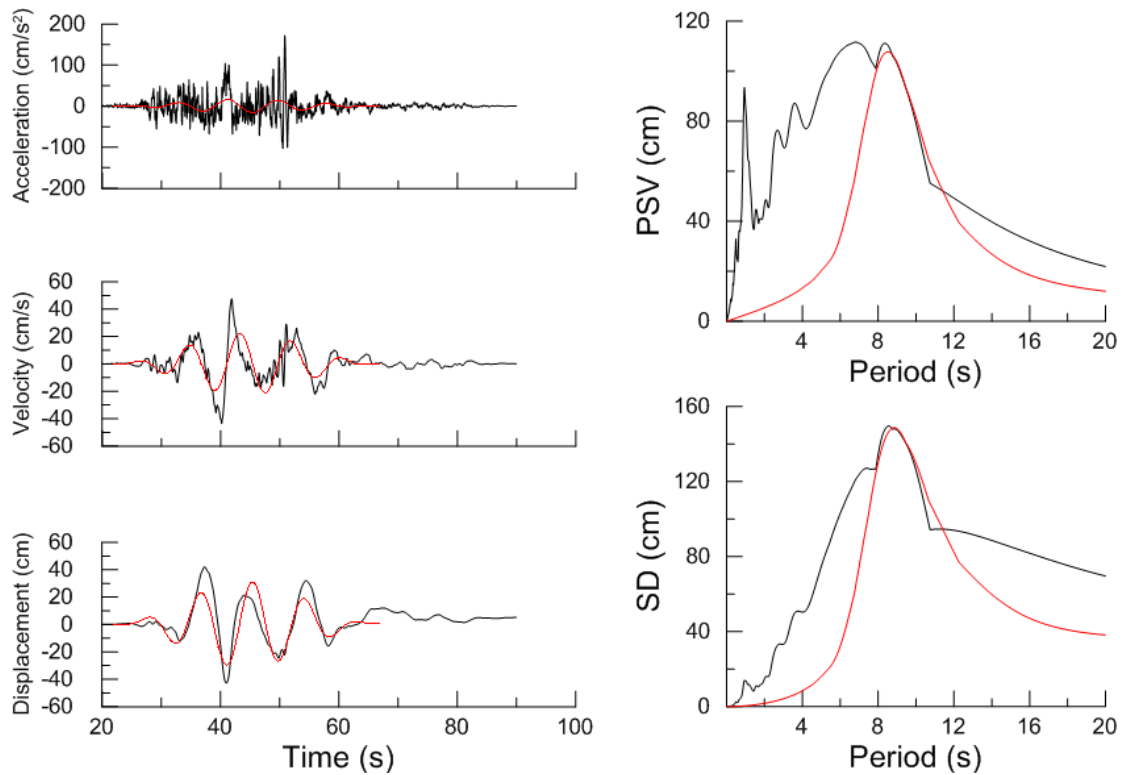 200
100
0
-100
-200
Acceleration (cm/s²)
60
40
20
0
-20
-40
-60
Velocity (cm/s)
60
40
20
0
-20
-40
-60
Displacement (cm)
20 40 60 80 100
Time (s)
120
80
40
0
PSV (cm)
4 8 12 16 20
Period (s)
160
120
80
40
0
SD (cm)
4 8 12 16 20
Period (s)